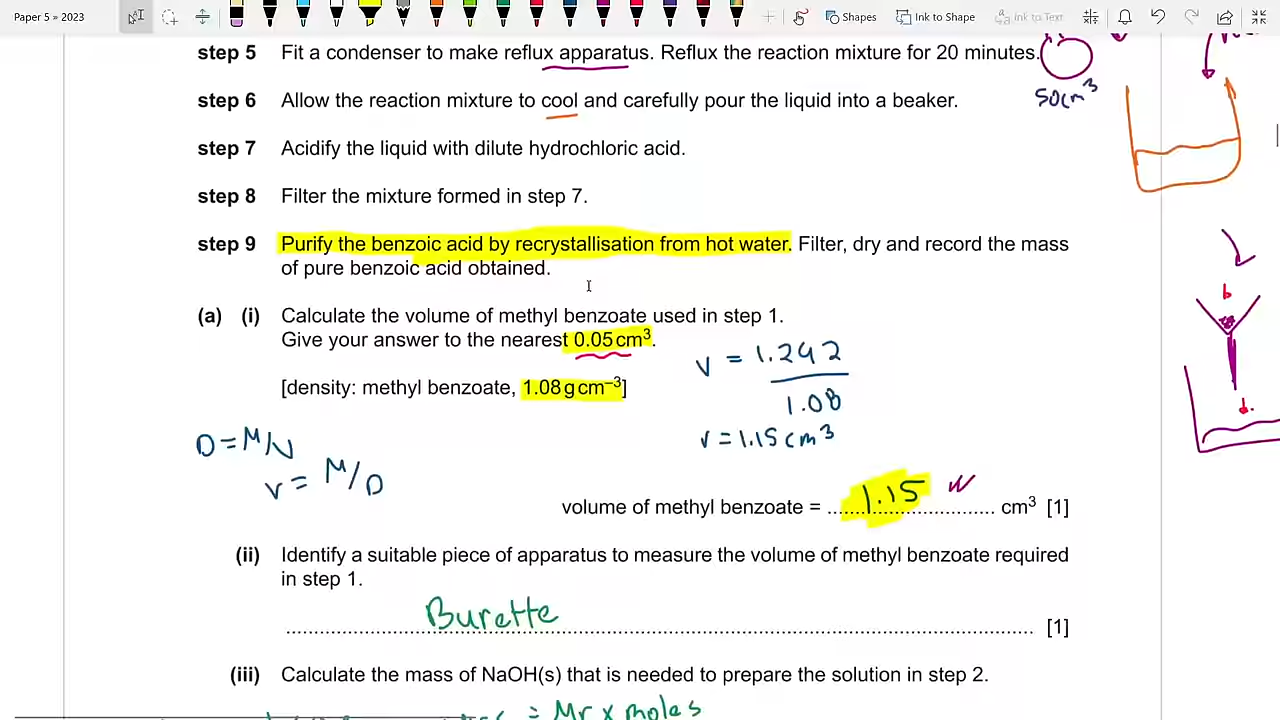 Paper 5 » 2023
Shapes
Ink to Shape
Ink to Text
step 5 Fit a condenser to make reflux apparatus. Reflux the reaction mixture for 20 minutes.
50cm³
step 6 Allow the reaction mixture to cool and carefully pour the liquid into a beaker.
step 7 Acidify the liquid with dilute hydrochloric acid.
step 8 Filter the mixture formed in step 7.
step 9 Purify the benzoic acid by recrystallisation from hot water. Filter, dry and record the mass
of pure benzoic acid obtained.
b
d.
(a) (i) Calculate the volume of methyl benzoate used in step 1.
Give your answer to the nearest 0.05 cm³.
[density: methyl benzoate, 1.08 g cm⁻³]
V = 1.242
1.08
V = 1.15 cm³
D = M/V
V = M/D
volume of methyl benzoate = 1.15 cm³ [1]
(ii) Identify a suitable piece of apparatus to measure the volume of methyl benzoate required
in step 1.
Burette
[1]
(iii) Calculate the mass of NaOH(s) that is needed to prepare the solution in step 2.
= Mr x moles